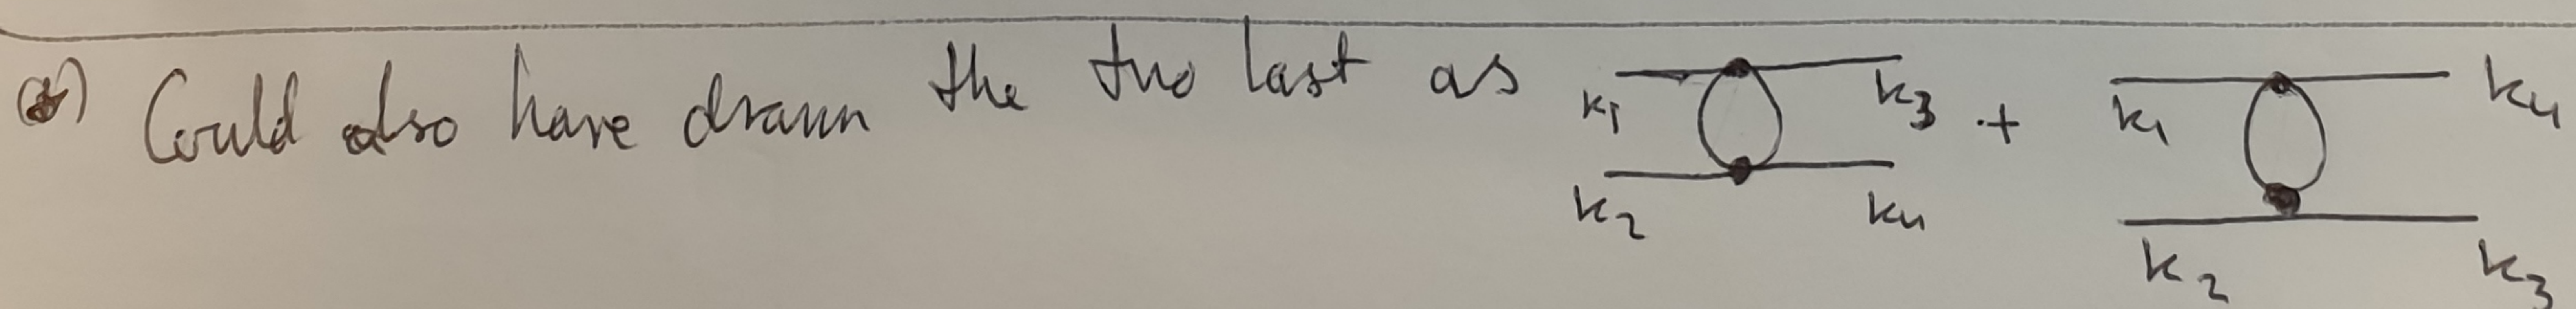 Could also have drawn the two last as k1 k3 + k1 k4
k2 k4 k2 k3